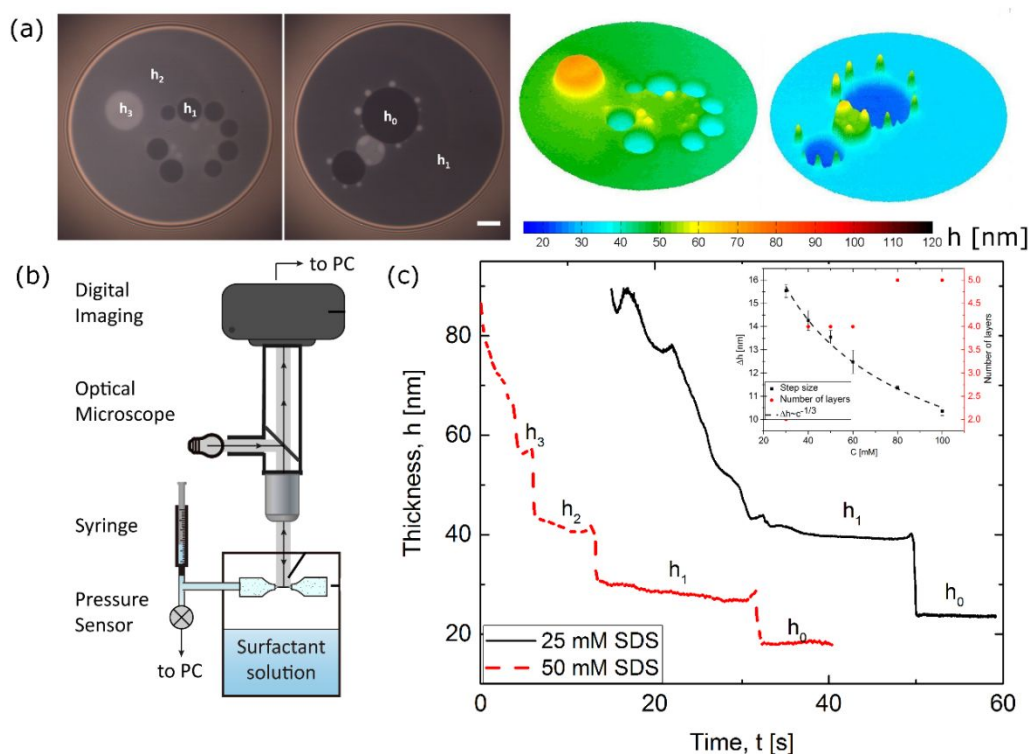 (a)
h₂
h₃
h₁
h₀
h₁
20 30 40 50 60 70 80 90 100 110 120
h [nm]
(b)
to PC
Digital
Imaging
Optical
Microscope
Syringe
Pressure
Sensor
to PC
Surfactant
solution
(c)
Thickness, h [nm]
80
60
40
20
h₃
h₂
h₁
h₀
h₁
h₀
25 mM SDS
50 mM SDS
0 20 40 60
Time, t [s]
Δh [nm]
16
15
14
13
12
11
10
Step size
Number of layers
Δh~c⁻¹/³
20 40 60 80 100
C [mM]
5.0
4.5
4.0
3.5
3.0
2.5
2.0
Number of layers